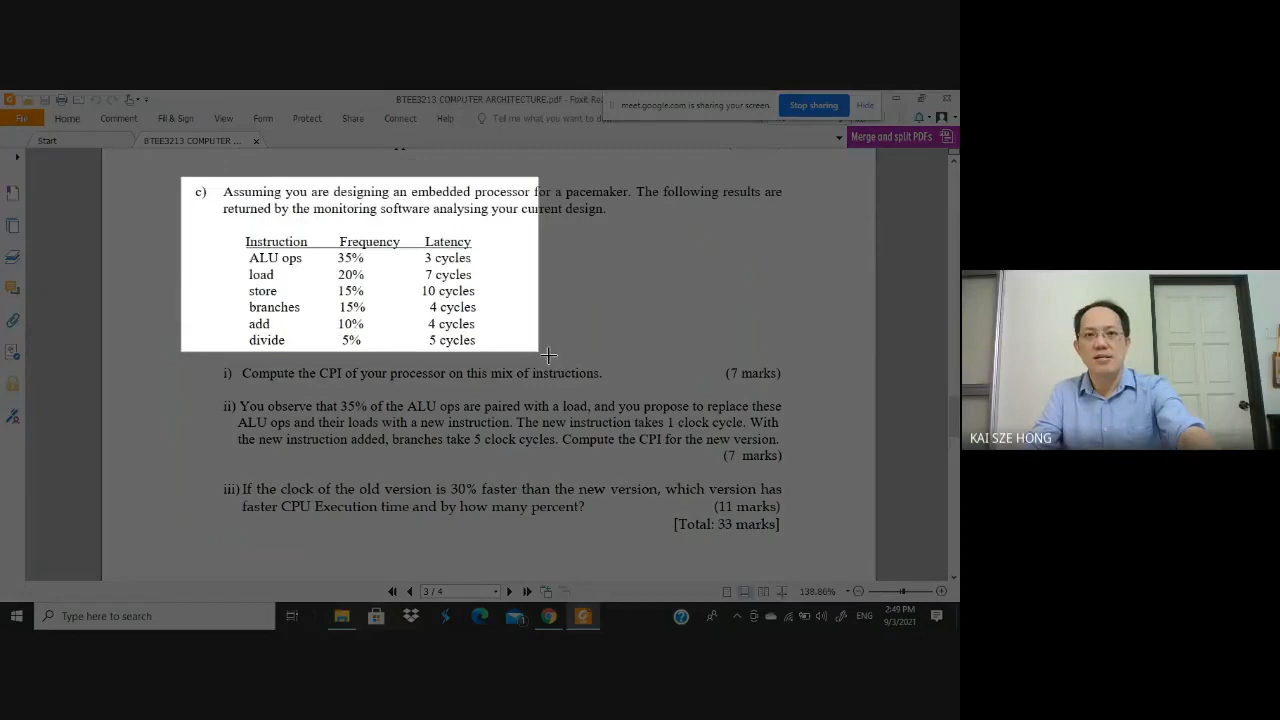 BTEE3213 COMPUTER ARCHITECTURE.pdf - Foxit Rea
meet.google.com is sharing your screen. Stop sharing Hide
File Home Comment Fill & Sign View Form Protect Share Connect Help Tell me what you want to do
Start BTEE3213 COMPUTER ... Merge and split PDFs
c) Assuming you are designing an embedded processor for a pacemaker. The following results are
returned by the monitoring software analysing your current design.
Instruction Frequency Latency
ALU ops 35% 3 cycles
load 20% 7 cycles
store 15% 10 cycles
branches 15% 4 cycles
add 10% 4 cycles
divide 5% 5 cycles
i) Compute the CPI of your processor on this mix of instructions. (7 marks)
ii) You observe that 35% of the ALU ops are paired with a load, and you propose to replace these
ALU ops and their loads with a new instruction. The new instruction takes 1 clock cycle. With
the new instruction added, branches take 5 clock cycles. Compute the CPI for the new version.
(7 marks)
iii) If the clock of the old version is 30% faster than the new version, which version has
faster CPU Execution time and by how many percent? (11 marks)
[Total: 33 marks]
KAI SZE HONG
3 / 4 138.86%
Type here to search ENG 2:49 PM
9/3/2021